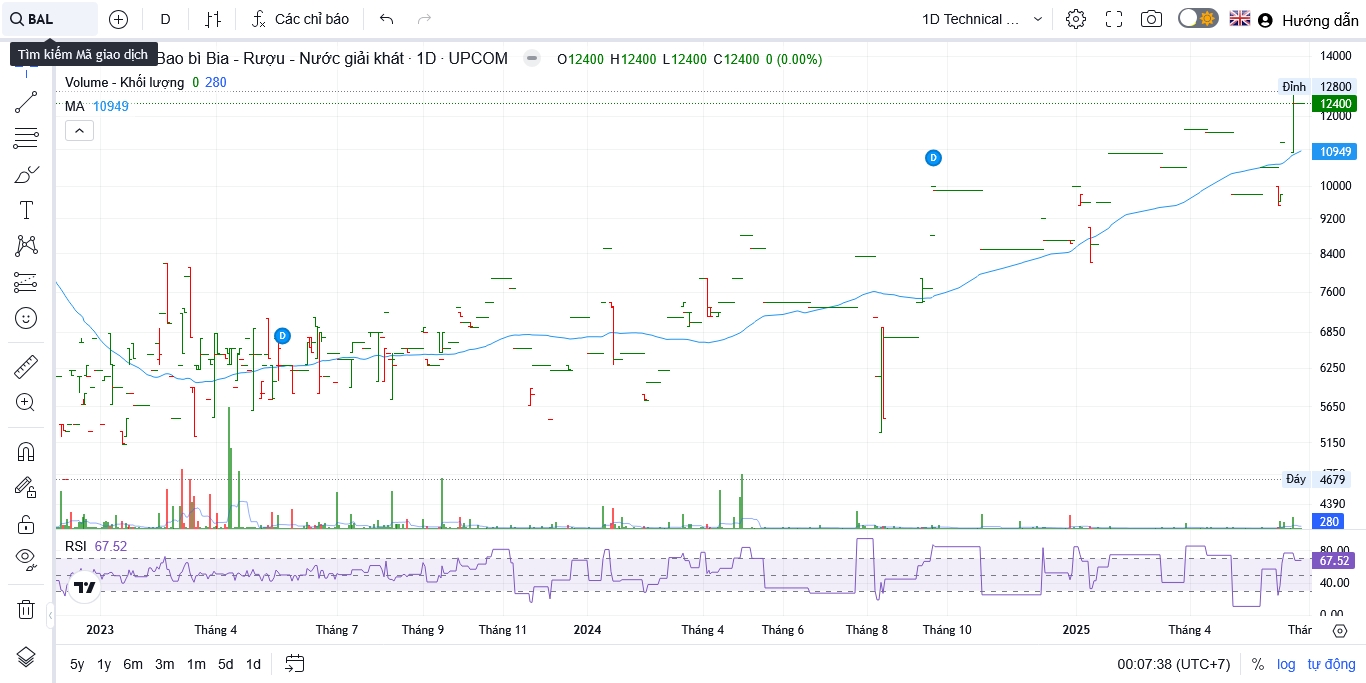 BAL
D
Các chỉ báo
1D Technical ...
Hướng dẫn
Tìm kiếm Mã giao dịch
Bao bì Bia - Rượu - Nước giải khát · 1D · UPCOM
O12400 H12400 L12400 C12400 0 (0.00%)
Volume - Khối lượng 0 280
MA 10949
14000
Đỉnh 12800
12400
12000
10949
10000
9200
8400
7600
6850
6250
5650
5150
Đáy 4679
4390
280
D
D
RSI 67.52
80.00
67.52
40.00
0.00
2023 Tháng 4 Tháng 7 Tháng 9 Tháng 11 2024 Tháng 4 Tháng 6 Tháng 8 Tháng 10 2025 Tháng 4 Thár
5y 1y 6m 3m 1m 5d 1d
00:07:38 (UTC+7) % log tự động